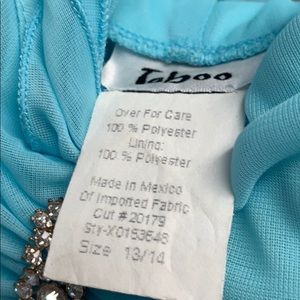 Taboo
Over For Care
100 % Polyester
Lining:
100 % Polyester
Made in Mexico
Of Imported Fabric
Cut #20179
Sty-X0153648
Size 13/14